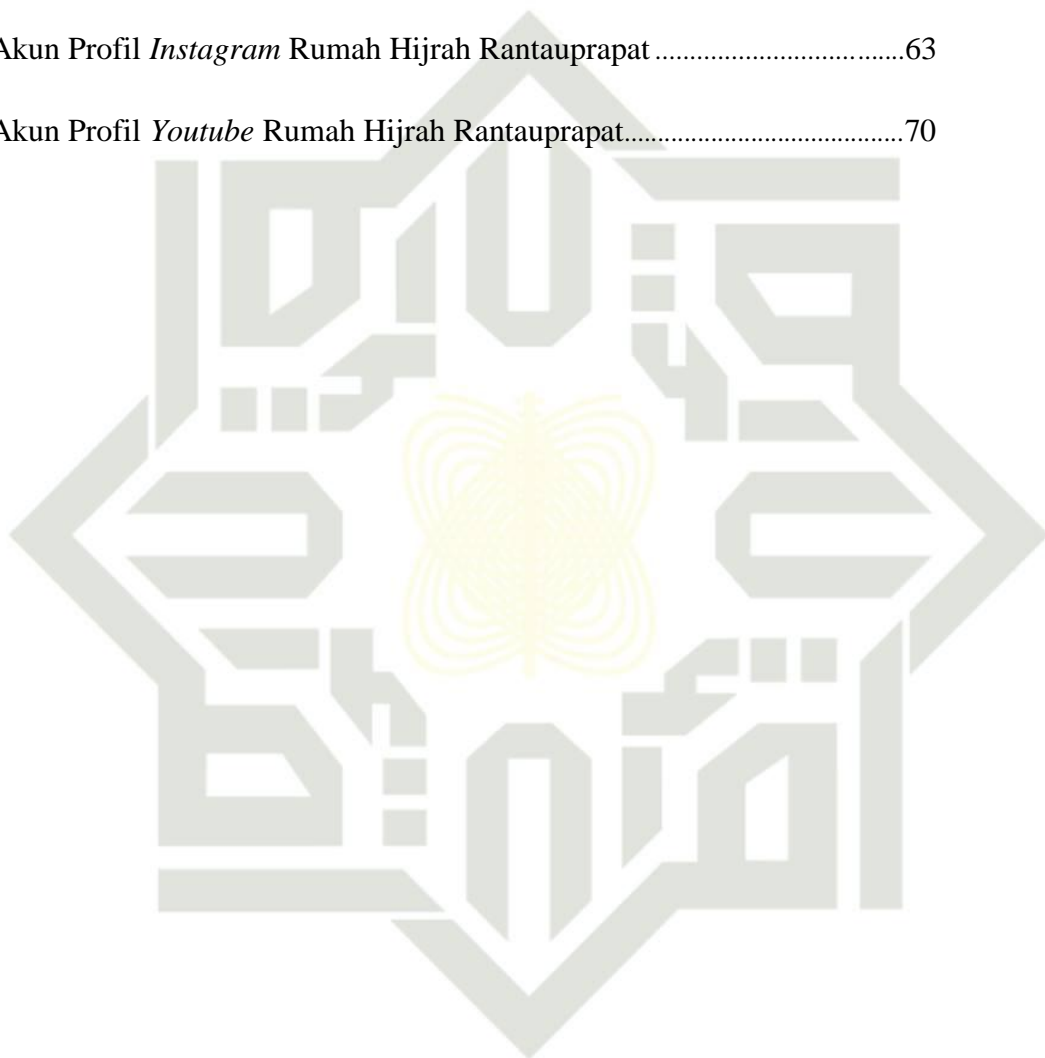 Akun Profil Instagram Rumah Hijrah Rantauprapat...................................63
Akun Profil Youtube Rumah Hijrah Rantauprapat.......................................70